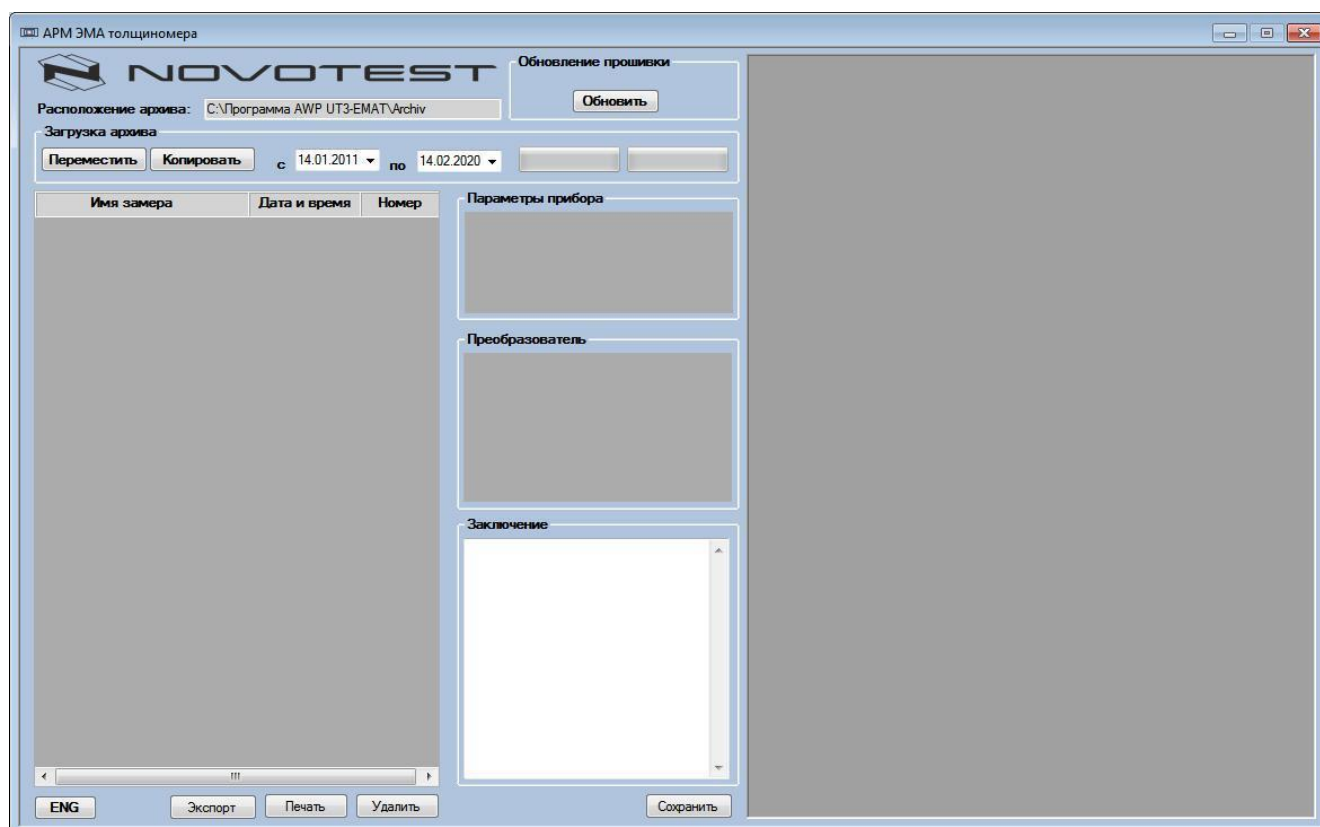 АРМ ЭМА толщиномера
NOVOTEST
Обновление прошивки
Обновить
Расположение архива: C:\Программа AWP UT3-EMAT\Archiv
Загрузка архива
Переместить Копировать с 14.01.2011 по 14.02.2020
Имя замера Дата и время Номер
Параметры прибора
Преобразователь
Заключение
ENG Экспорт Печать Удалить Сохранить